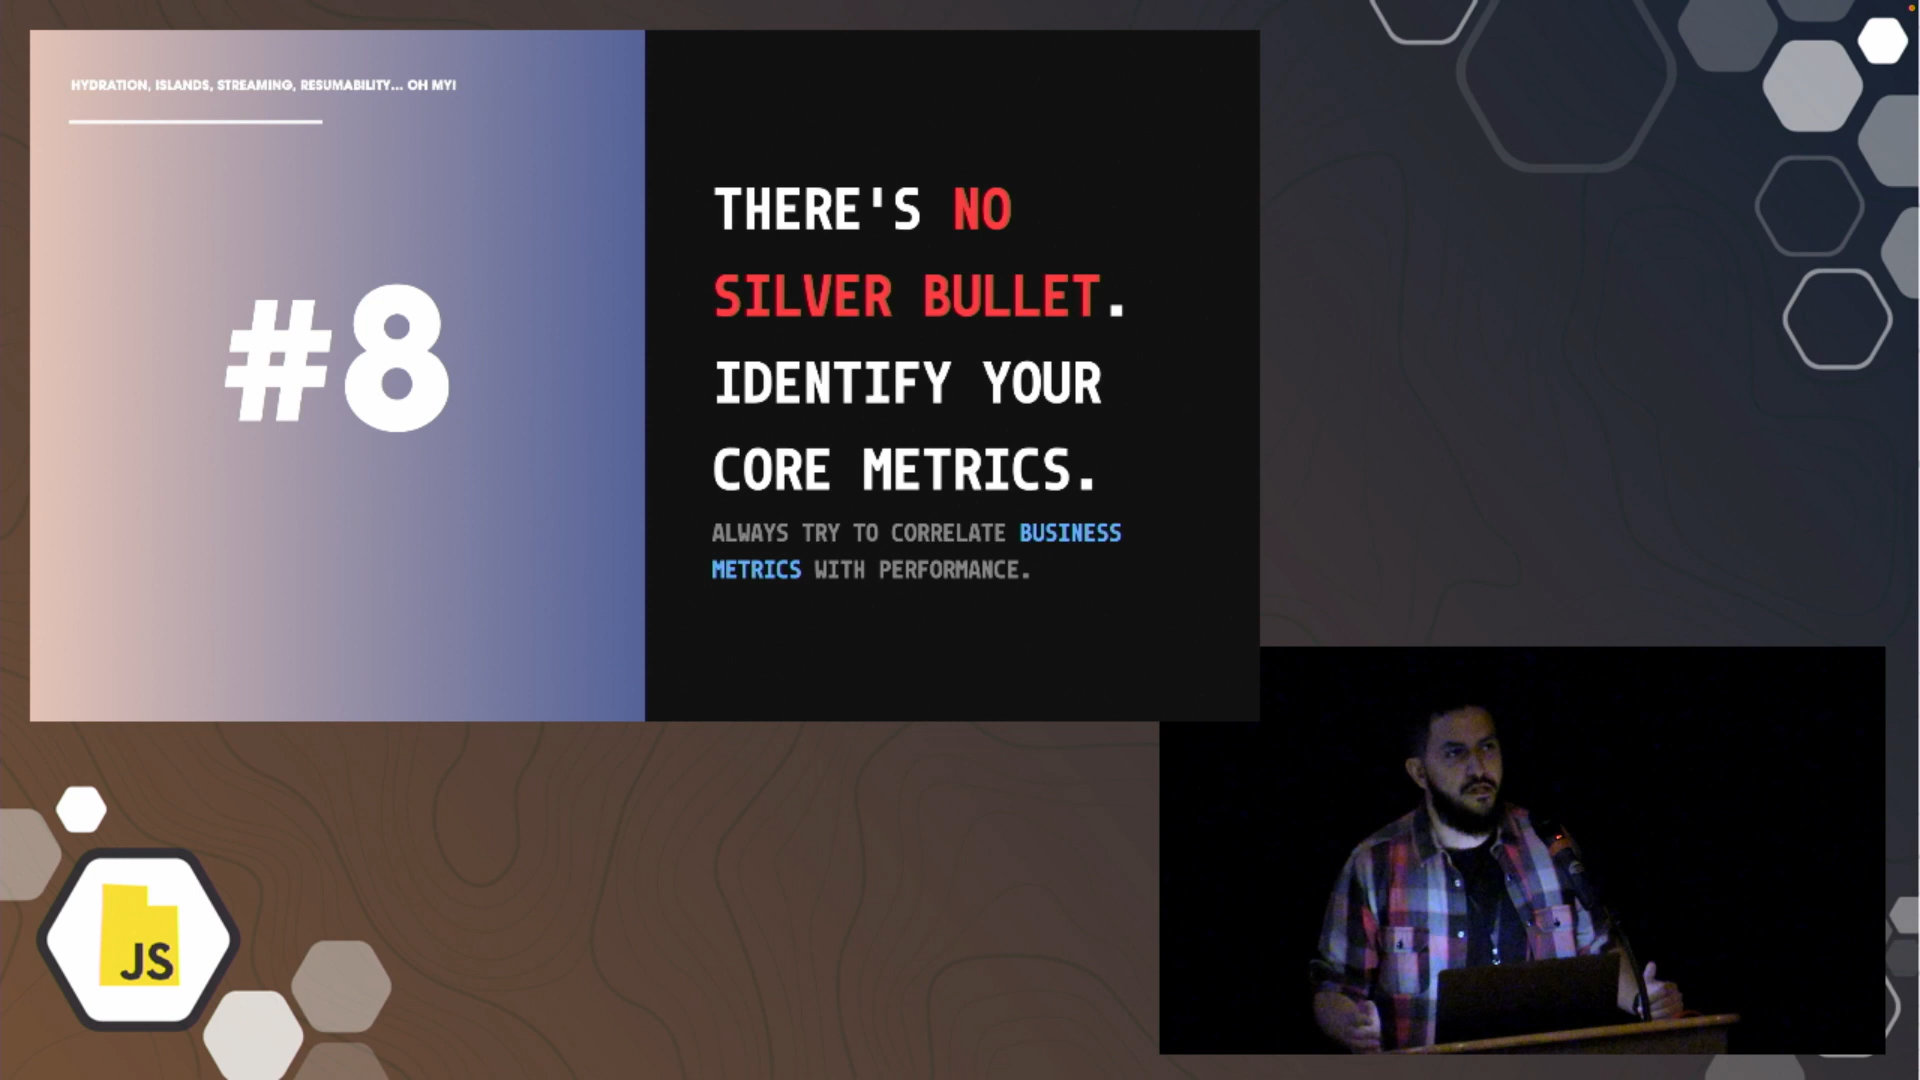 HYDRATION, ISLANDS, STREAMING, RESUMABILITY... OH MY!
#8
THERE'S NO
SILVER BULLET.
IDENTIFY YOUR
CORE METRICS.
ALWAYS TRY TO CORRELATE BUSINESS
METRICS WITH PERFORMANCE.
JS